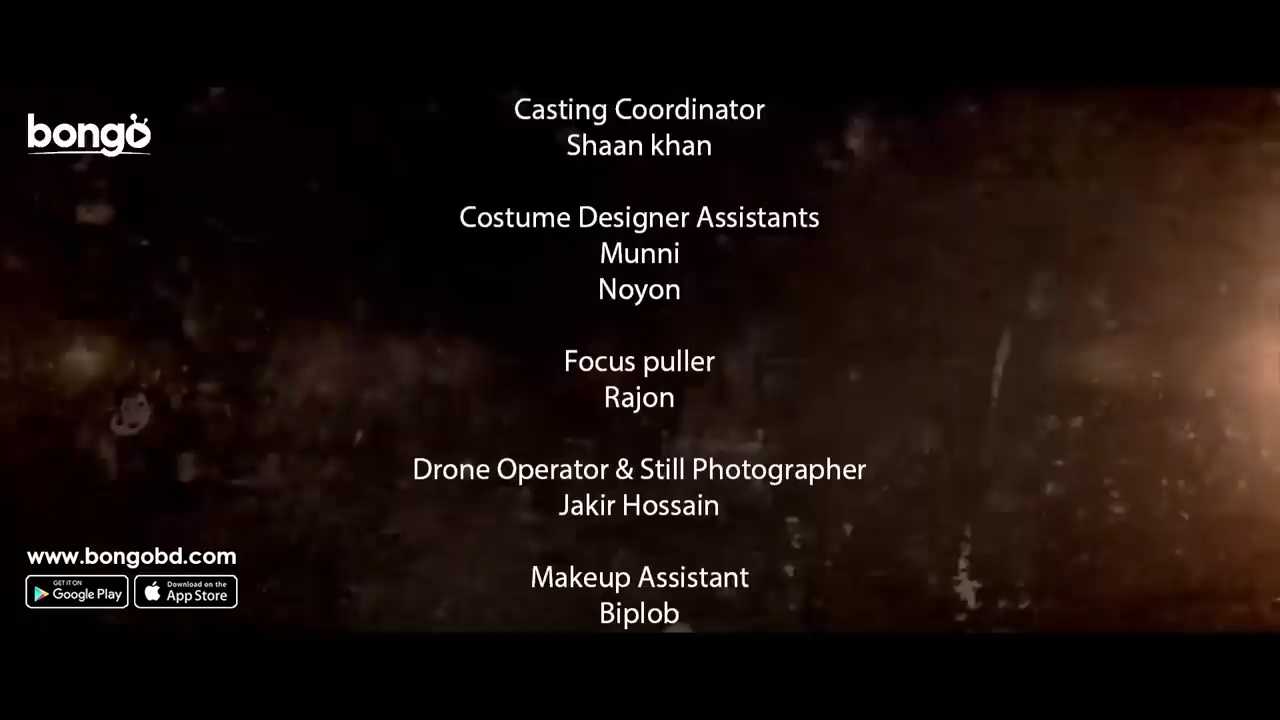 bongo
Casting Coordinator
Shaan khan
Costume Designer Assistants
Munni
Noyon
Focus puller
Rajon
Drone Operator & Still Photographer
Jakir Hossain
Makeup Assistant
Biplob
www.bongobd.com
GET IT ON
Google Play
Download on the
App Store